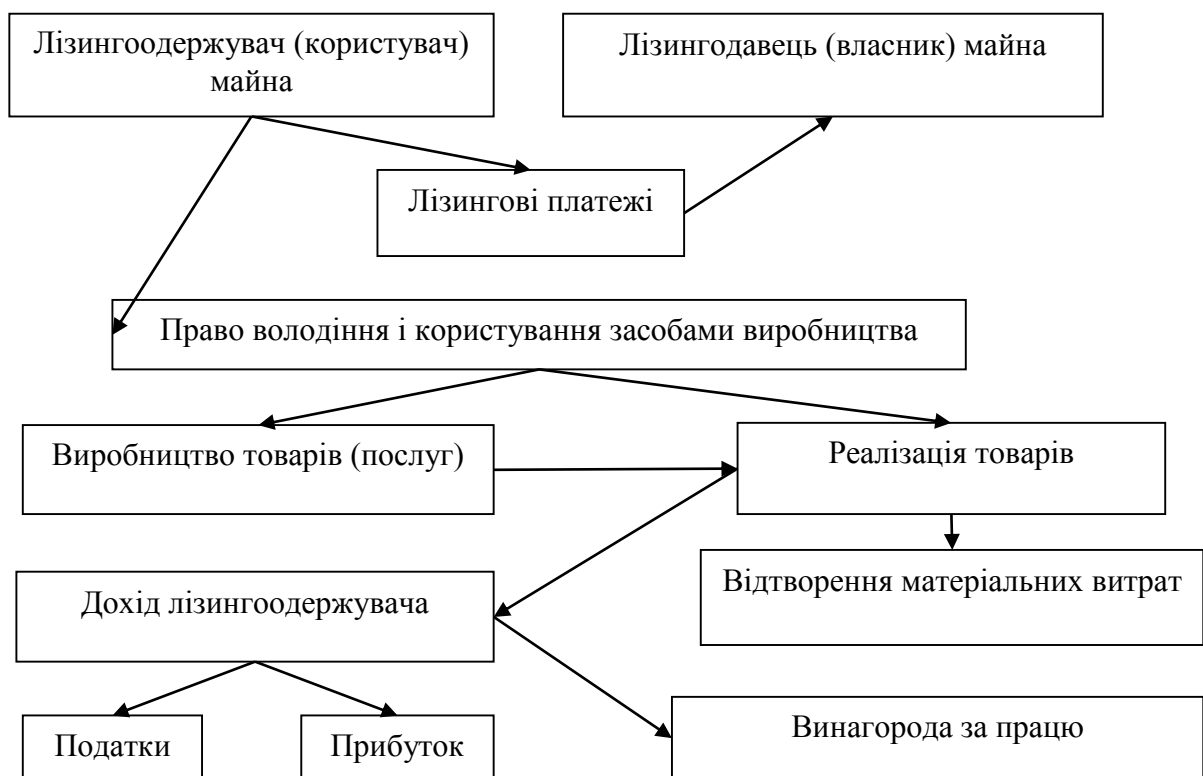 Лізингоодержувач (користувач)
майна
Лізингодавець (власник) майна
Лізингові платежі
Право володіння і користування засобами виробництва
Виробництво товарів (послуг)
Реалізація товарів
Відтворення матеріальних витрат
Дохід лізингоодержувача
Винагорода за працю
Податки
Прибуток